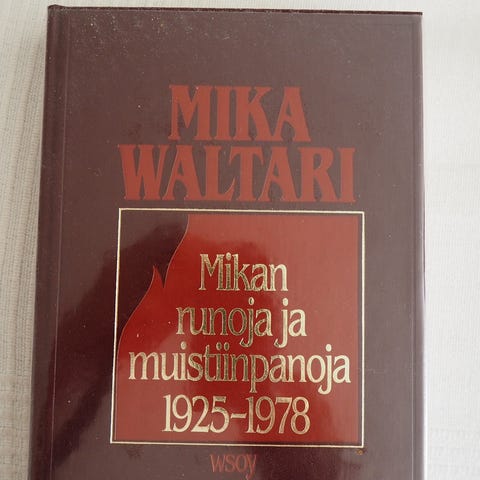 MIKA
WALTARI
Mikan
runoja ja
muistiinpanoja
1925-1978
wsoy